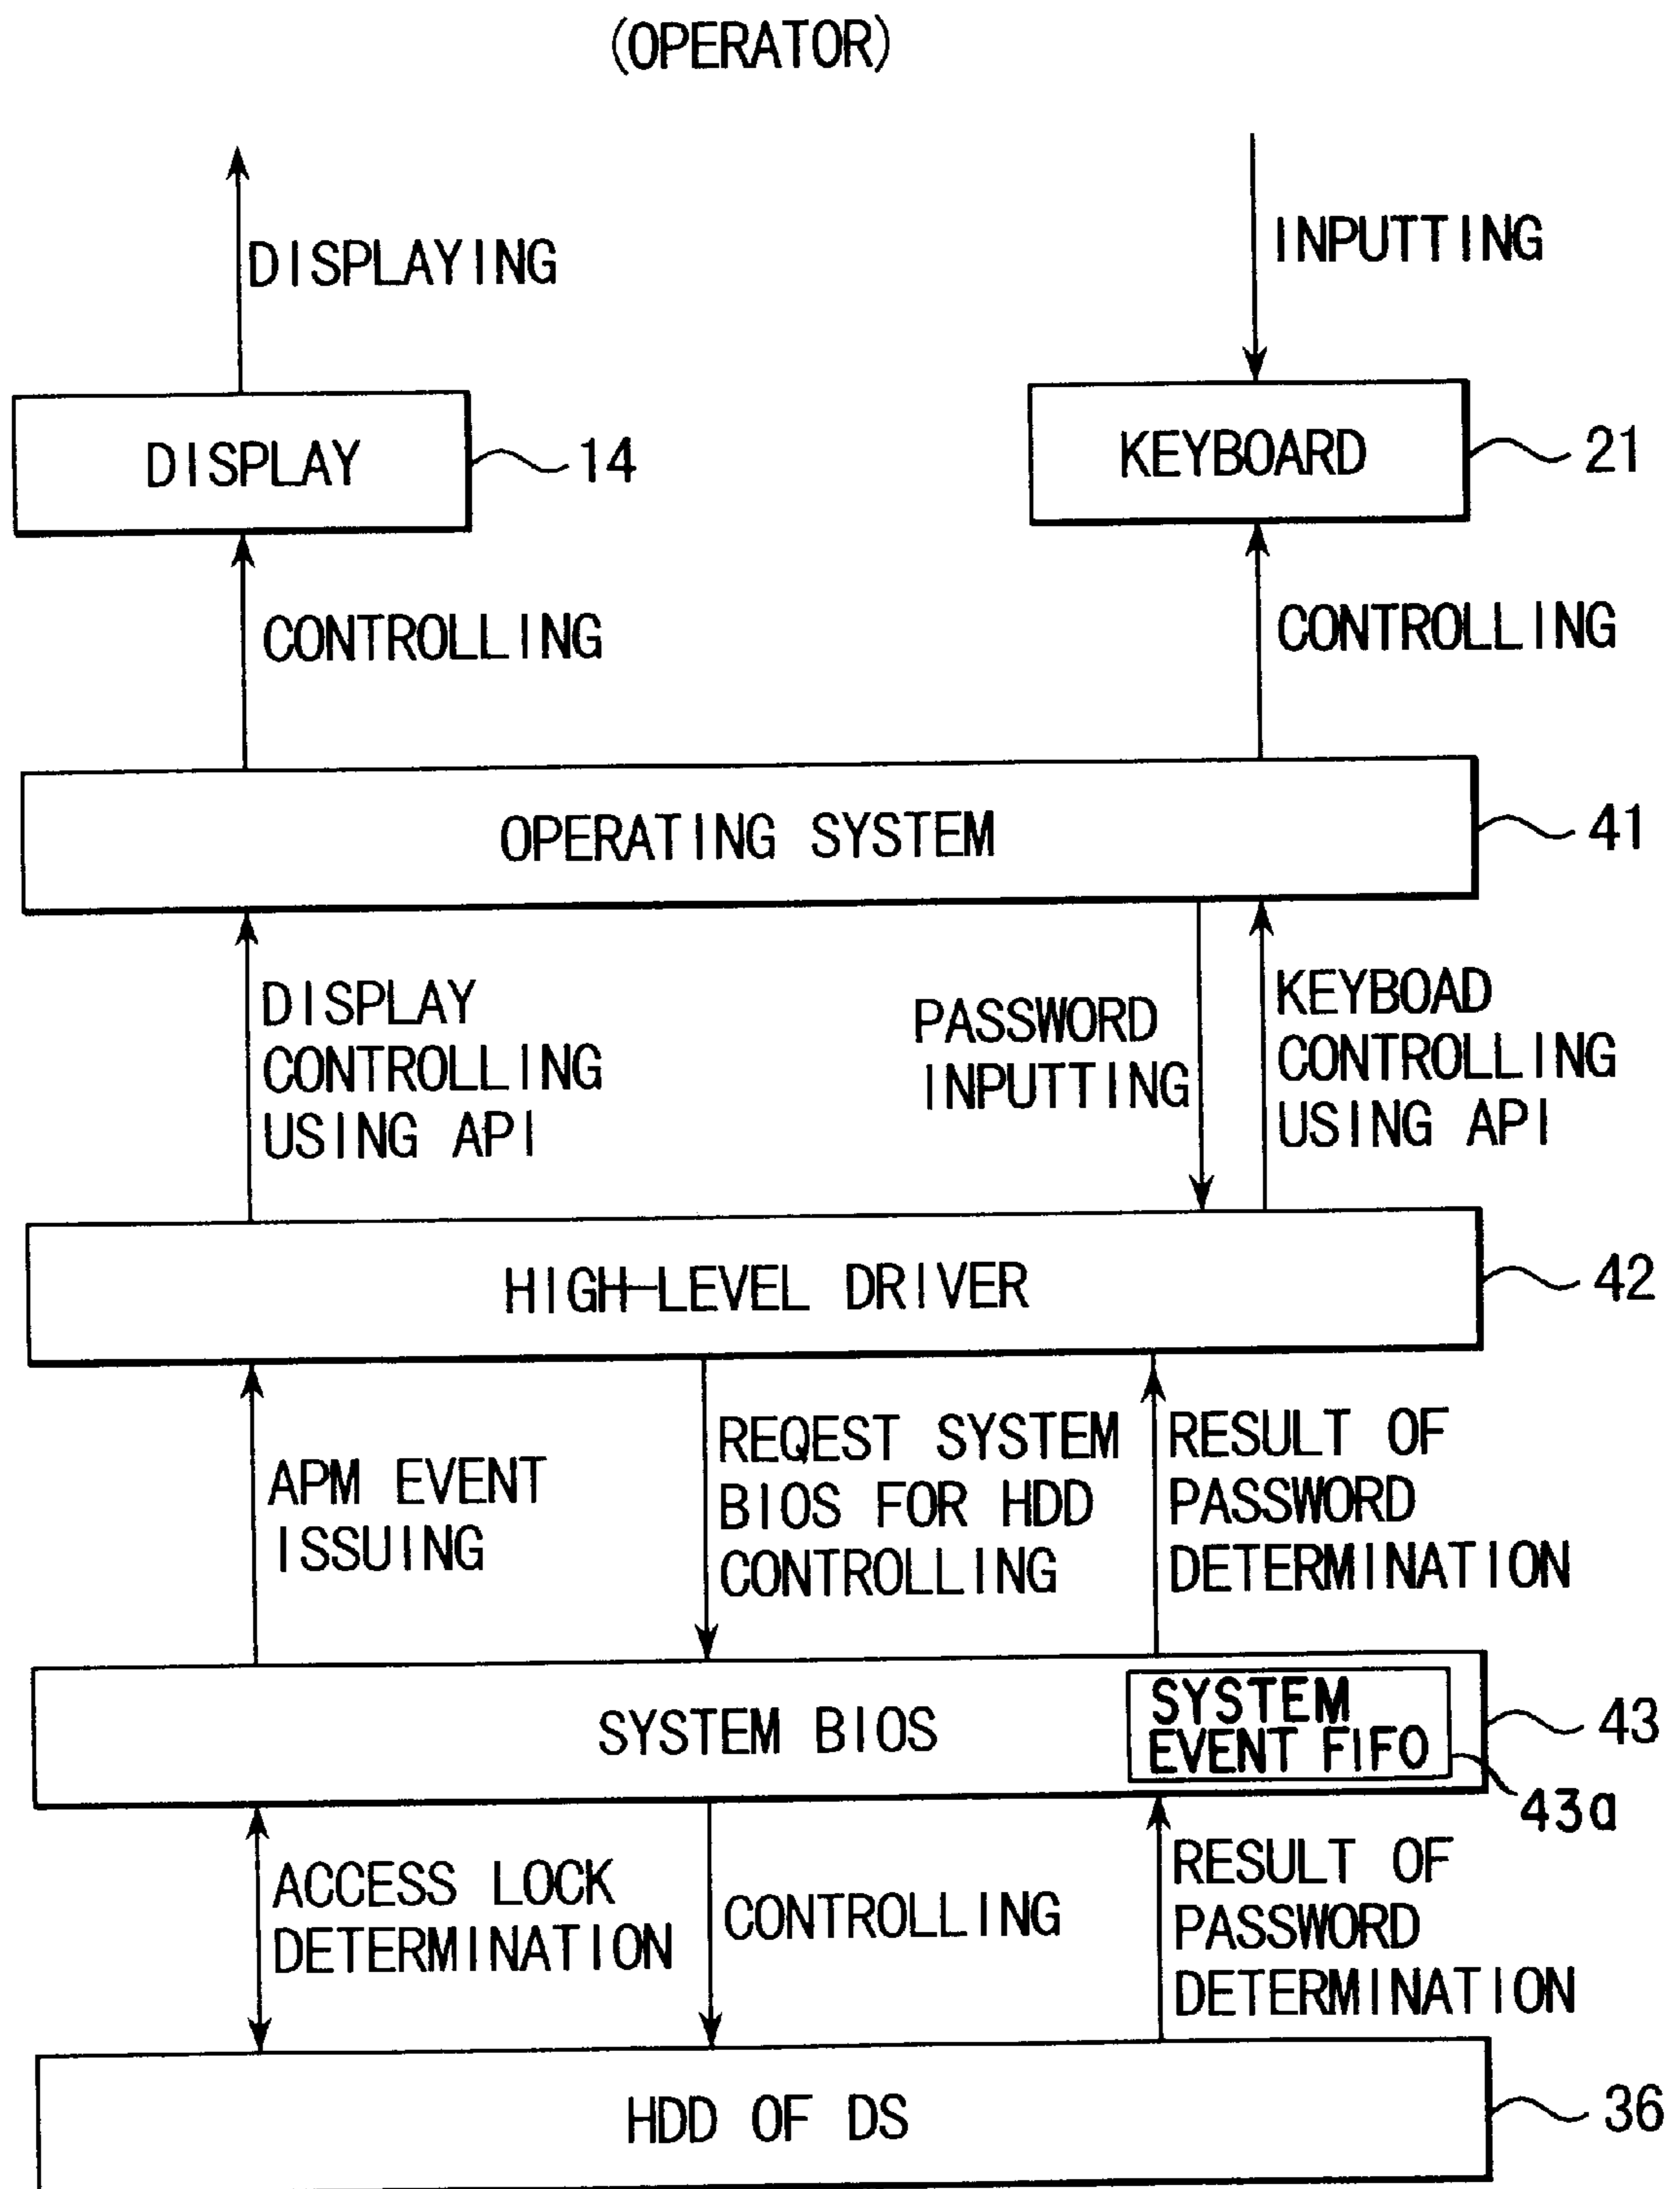 (OPERATOR)
DISPLAYING
INPUTTING
DISPLAY
14
KEYBOARD
21
CONTROLLING
CONTROLLING
OPERATING SYSTEM
41
DISPLAY
CONTROLLING
USING API
PASSWORD
INPUTTING
KEYBOAD
CONTROLLING
USING API
HIGH-LEVEL DRIVER
42
APM EVENT
ISSUING
REQEST SYSTEM
BIOS FOR HDD
CONTROLLING
RESULT OF
PASSWORD
DETERMINATION
SYSTEM BIOS
SYSTEM
EVENT FIFO
43
43a
ACCESS LOCK
DETERMINATION
CONTROLLING
RESULT OF
PASSWORD
DETERMINATION
HDD OF DS
36